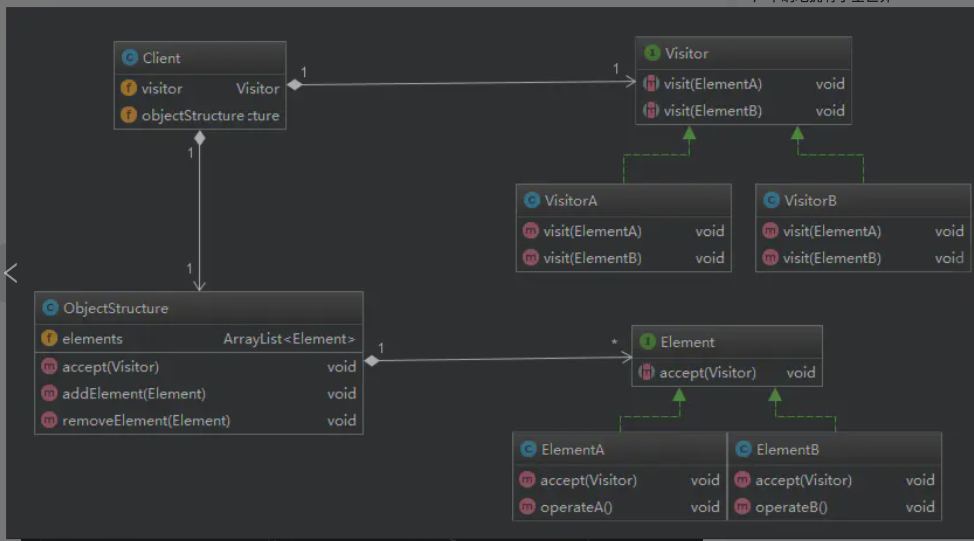 Client
visitor Visitor
objectStructure :ture
1 1
1
1
Visitor
visit(ElementA) void
visit(ElementB) void
VisitorA
visit(ElementA) void
visit(ElementB) void
VisitorB
visit(ElementA) void
visit(ElementB) void
ObjectStructure
elements ArrayList<Element>
accept(Visitor) void
addElement(Element) void
removeElement(Element) void
1 *
Element
accept(Visitor) void
ElementA
accept(Visitor) void
operateA() void
ElementB
accept(Visitor) void
operateB() void